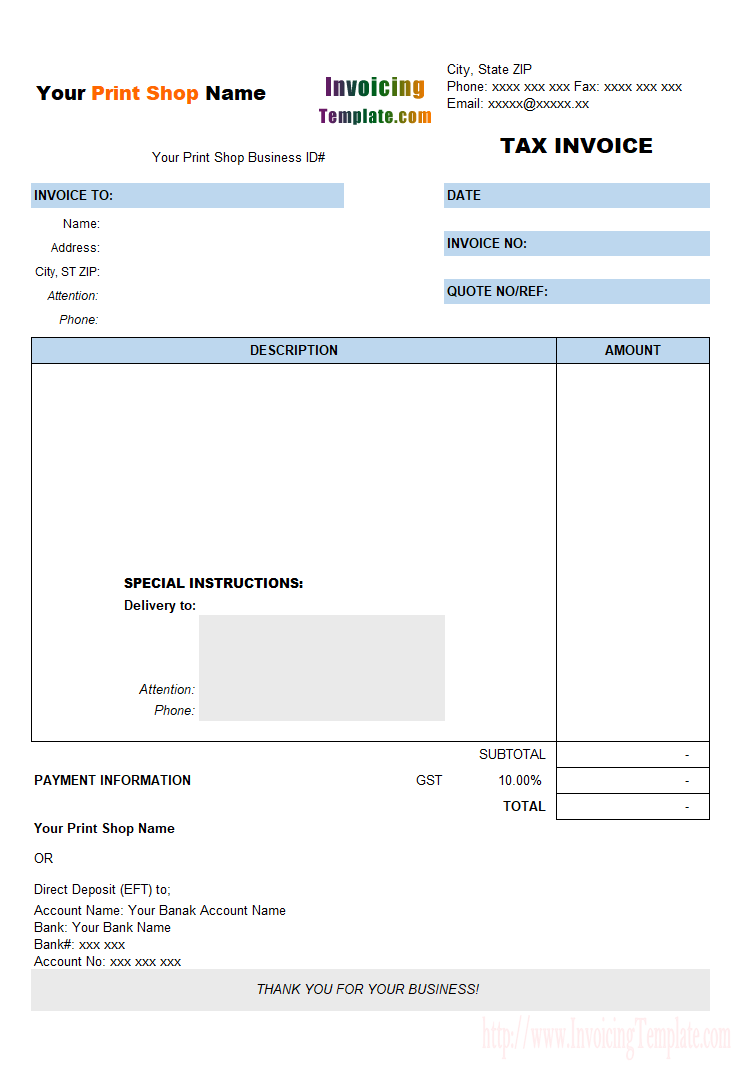 City, State ZIP
Your Print Shop Name
Invoicing
Template.com
Phone: xxxx xxx xxx Fax: xxxx xxx xxx
Email: xxxxx@xxxxx.xx
TAX INVOICE
Your Print Shop Business ID#
INVOICE TO:
DATE
Name:
Address:
INVOICE NO:
City, ST ZIP:
Attention:
QUOTE NO/REF:
Phone:
DESCRIPTION AMOUNT
SPECIAL INSTRUCTIONS:
Delivery to:
Attention:
Phone:
SUBTOTAL -
PAYMENT INFORMATION GST 10.00% -
TOTAL -
Your Print Shop Name
OR
Direct Deposit (EFT) to;
Account Name: Your Banak Account Name
Bank: Your Bank Name
Bank#: xxx xxx
Account No: xxx xxx xxx
THANK YOU FOR YOUR BUSINESS!
http://www.InvoicingTemplate.com